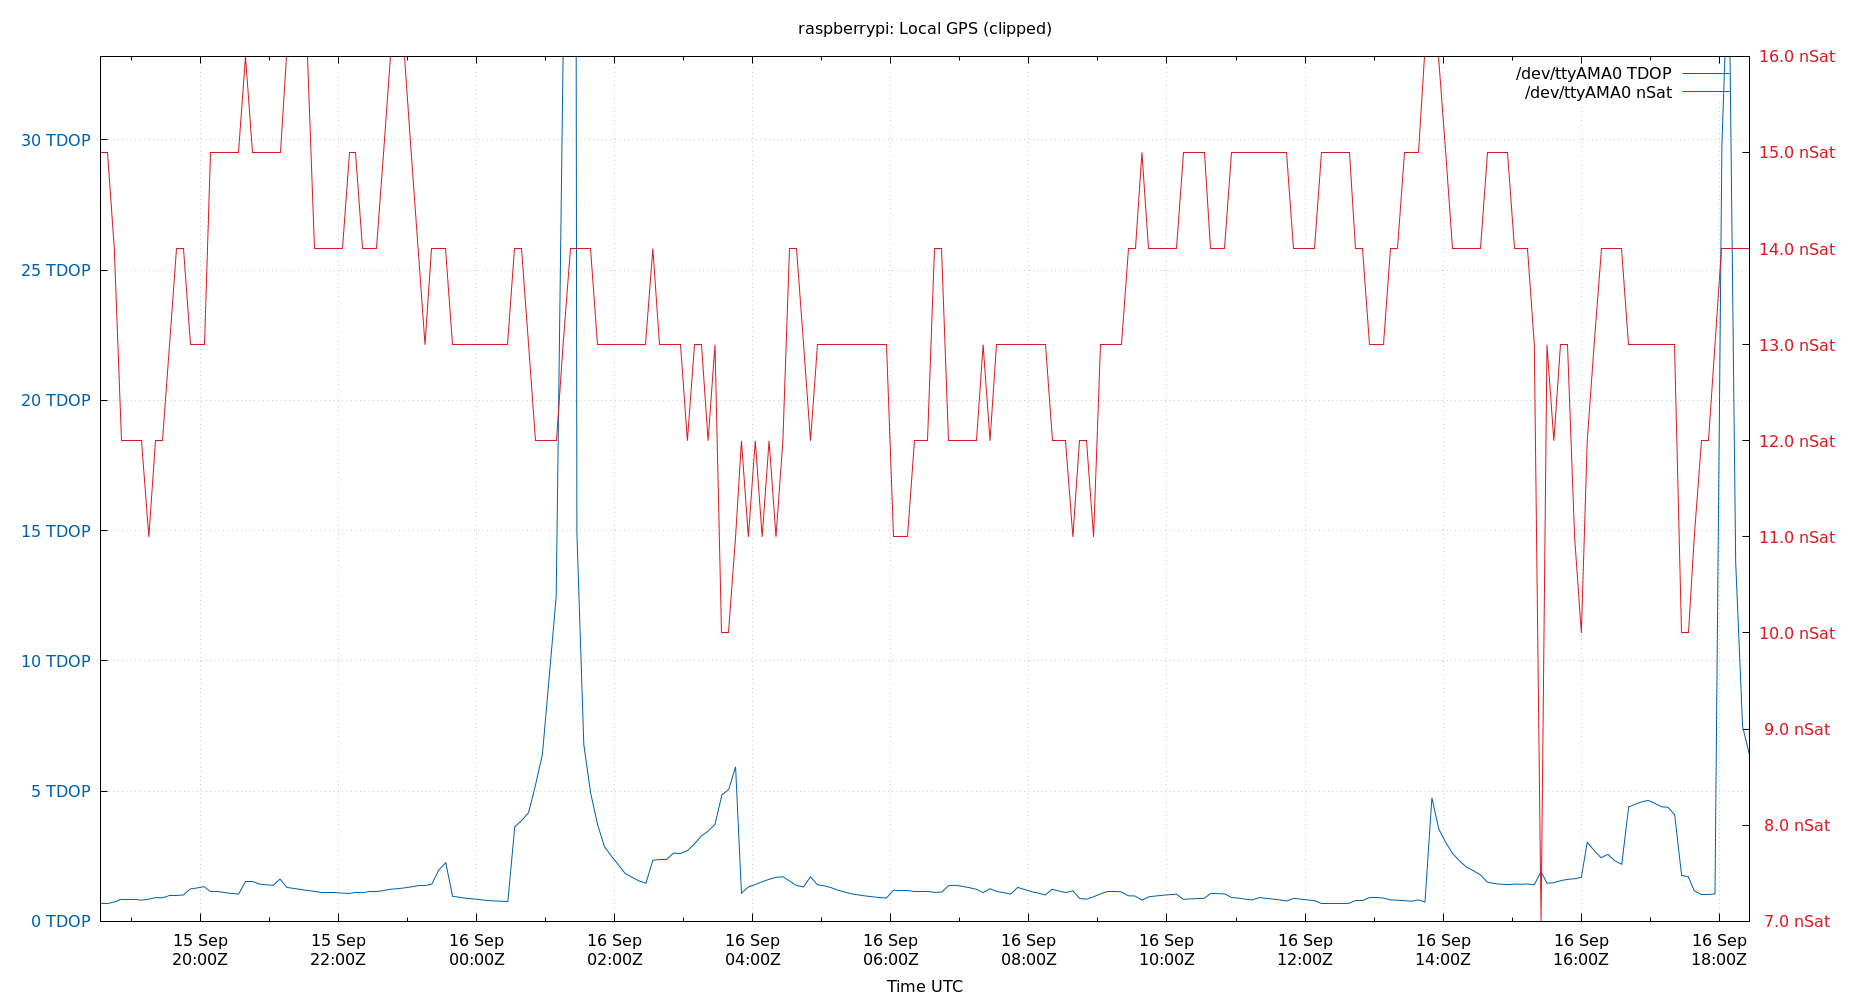 raspberrypi: Local GPS (clipped)
/dev/ttyAMA0 TDOP
/dev/ttyAMA0 nSat
30 TDOP
25 TDOP
20 TDOP
15 TDOP
10 TDOP
5 TDOP
0 TDOP
16.0 nSat
15.0 nSat
14.0 nSat
13.0 nSat
12.0 nSat
11.0 nSat
10.0 nSat
9.0 nSat
8.0 nSat
7.0 nSat
15 Sep
20:00Z
15 Sep
22:00Z
16 Sep
00:00Z
16 Sep
02:00Z
16 Sep
04:00Z
16 Sep
06:00Z
16 Sep
08:00Z
16 Sep
10:00Z
16 Sep
12:00Z
16 Sep
14:00Z
16 Sep
16:00Z
16 Sep
18:00Z
Time UTC